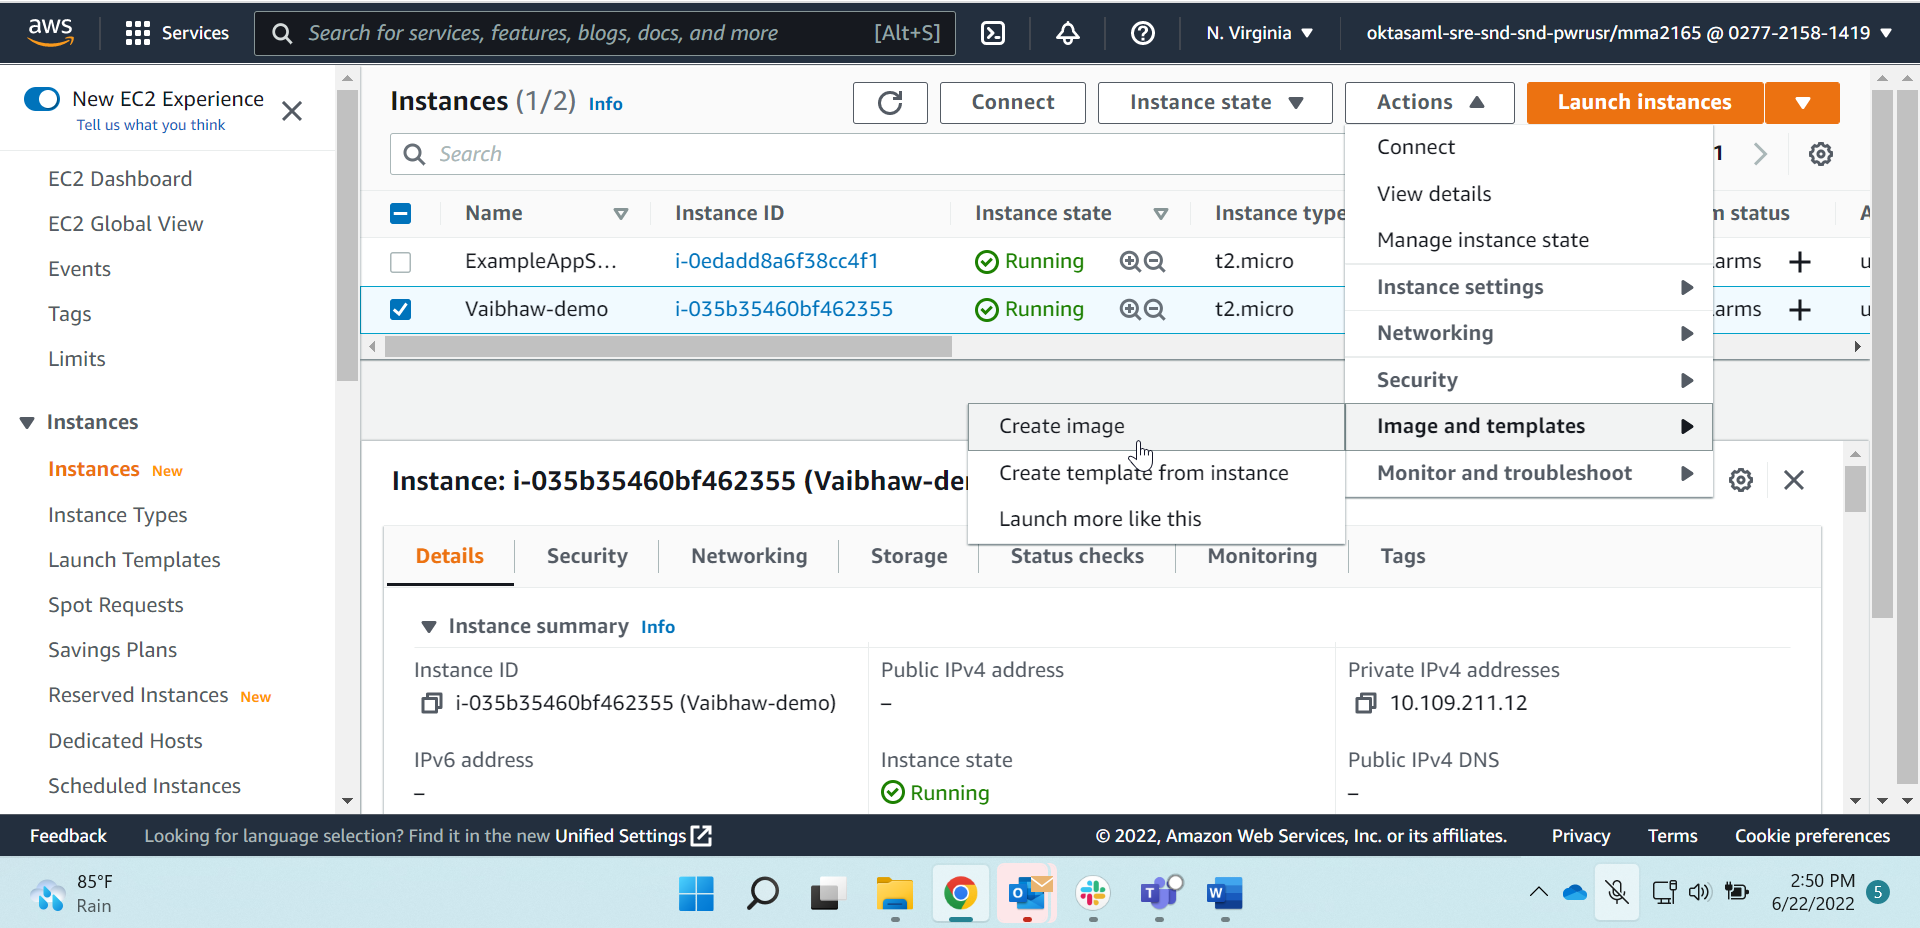 aws
Services
Search for services, features, blogs, docs, and more
[Alt+S]
N. Virginia
oktasaml-sre-snd-snd-pwrusr/mma2165 @ 0277-2158-1419
New EC2 Experience
Tell us what you think
EC2 Dashboard
EC2 Global View
Events
Tags
Limits
Instances
Instances New
Instance Types
Launch Templates
Spot Requests
Savings Plans
Reserved Instances New
Dedicated Hosts
Scheduled Instances
Instances (1/2) Info
Connect
Instance state
Actions
Launch instances
Search
1
Name
Instance ID
Instance state
Instance type
status
ExampleAppS...
i-0edadd8a6f38cc4f1
Running
t2.micro
arms
Vaibhaw-demo
i-035b35460bf462355
Running
t2.micro
arms
Connect
View details
Manage instance state
Instance settings
Networking
Security
Image and templates
Monitor and troubleshoot
Create image
Create template from instance
Launch more like this
Instance: i-035b35460bf462355 (Vaibhaw-de
Details
Security
Networking
Storage
Status checks
Monitoring
Tags
Instance summary Info
Instance ID
i-035b35460bf462355 (Vaibhaw-demo)
Public IPv4 address
–
Private IPv4 addresses
10.109.211.12
IPv6 address
–
Instance state
Running
Public IPv4 DNS
–
Feedback
Looking for language selection? Find it in the new Unified Settings
© 2022, Amazon Web Services, Inc. or its affiliates.
Privacy
Terms
Cookie preferences
85°F
Rain
2:50 PM
6/22/2022
5